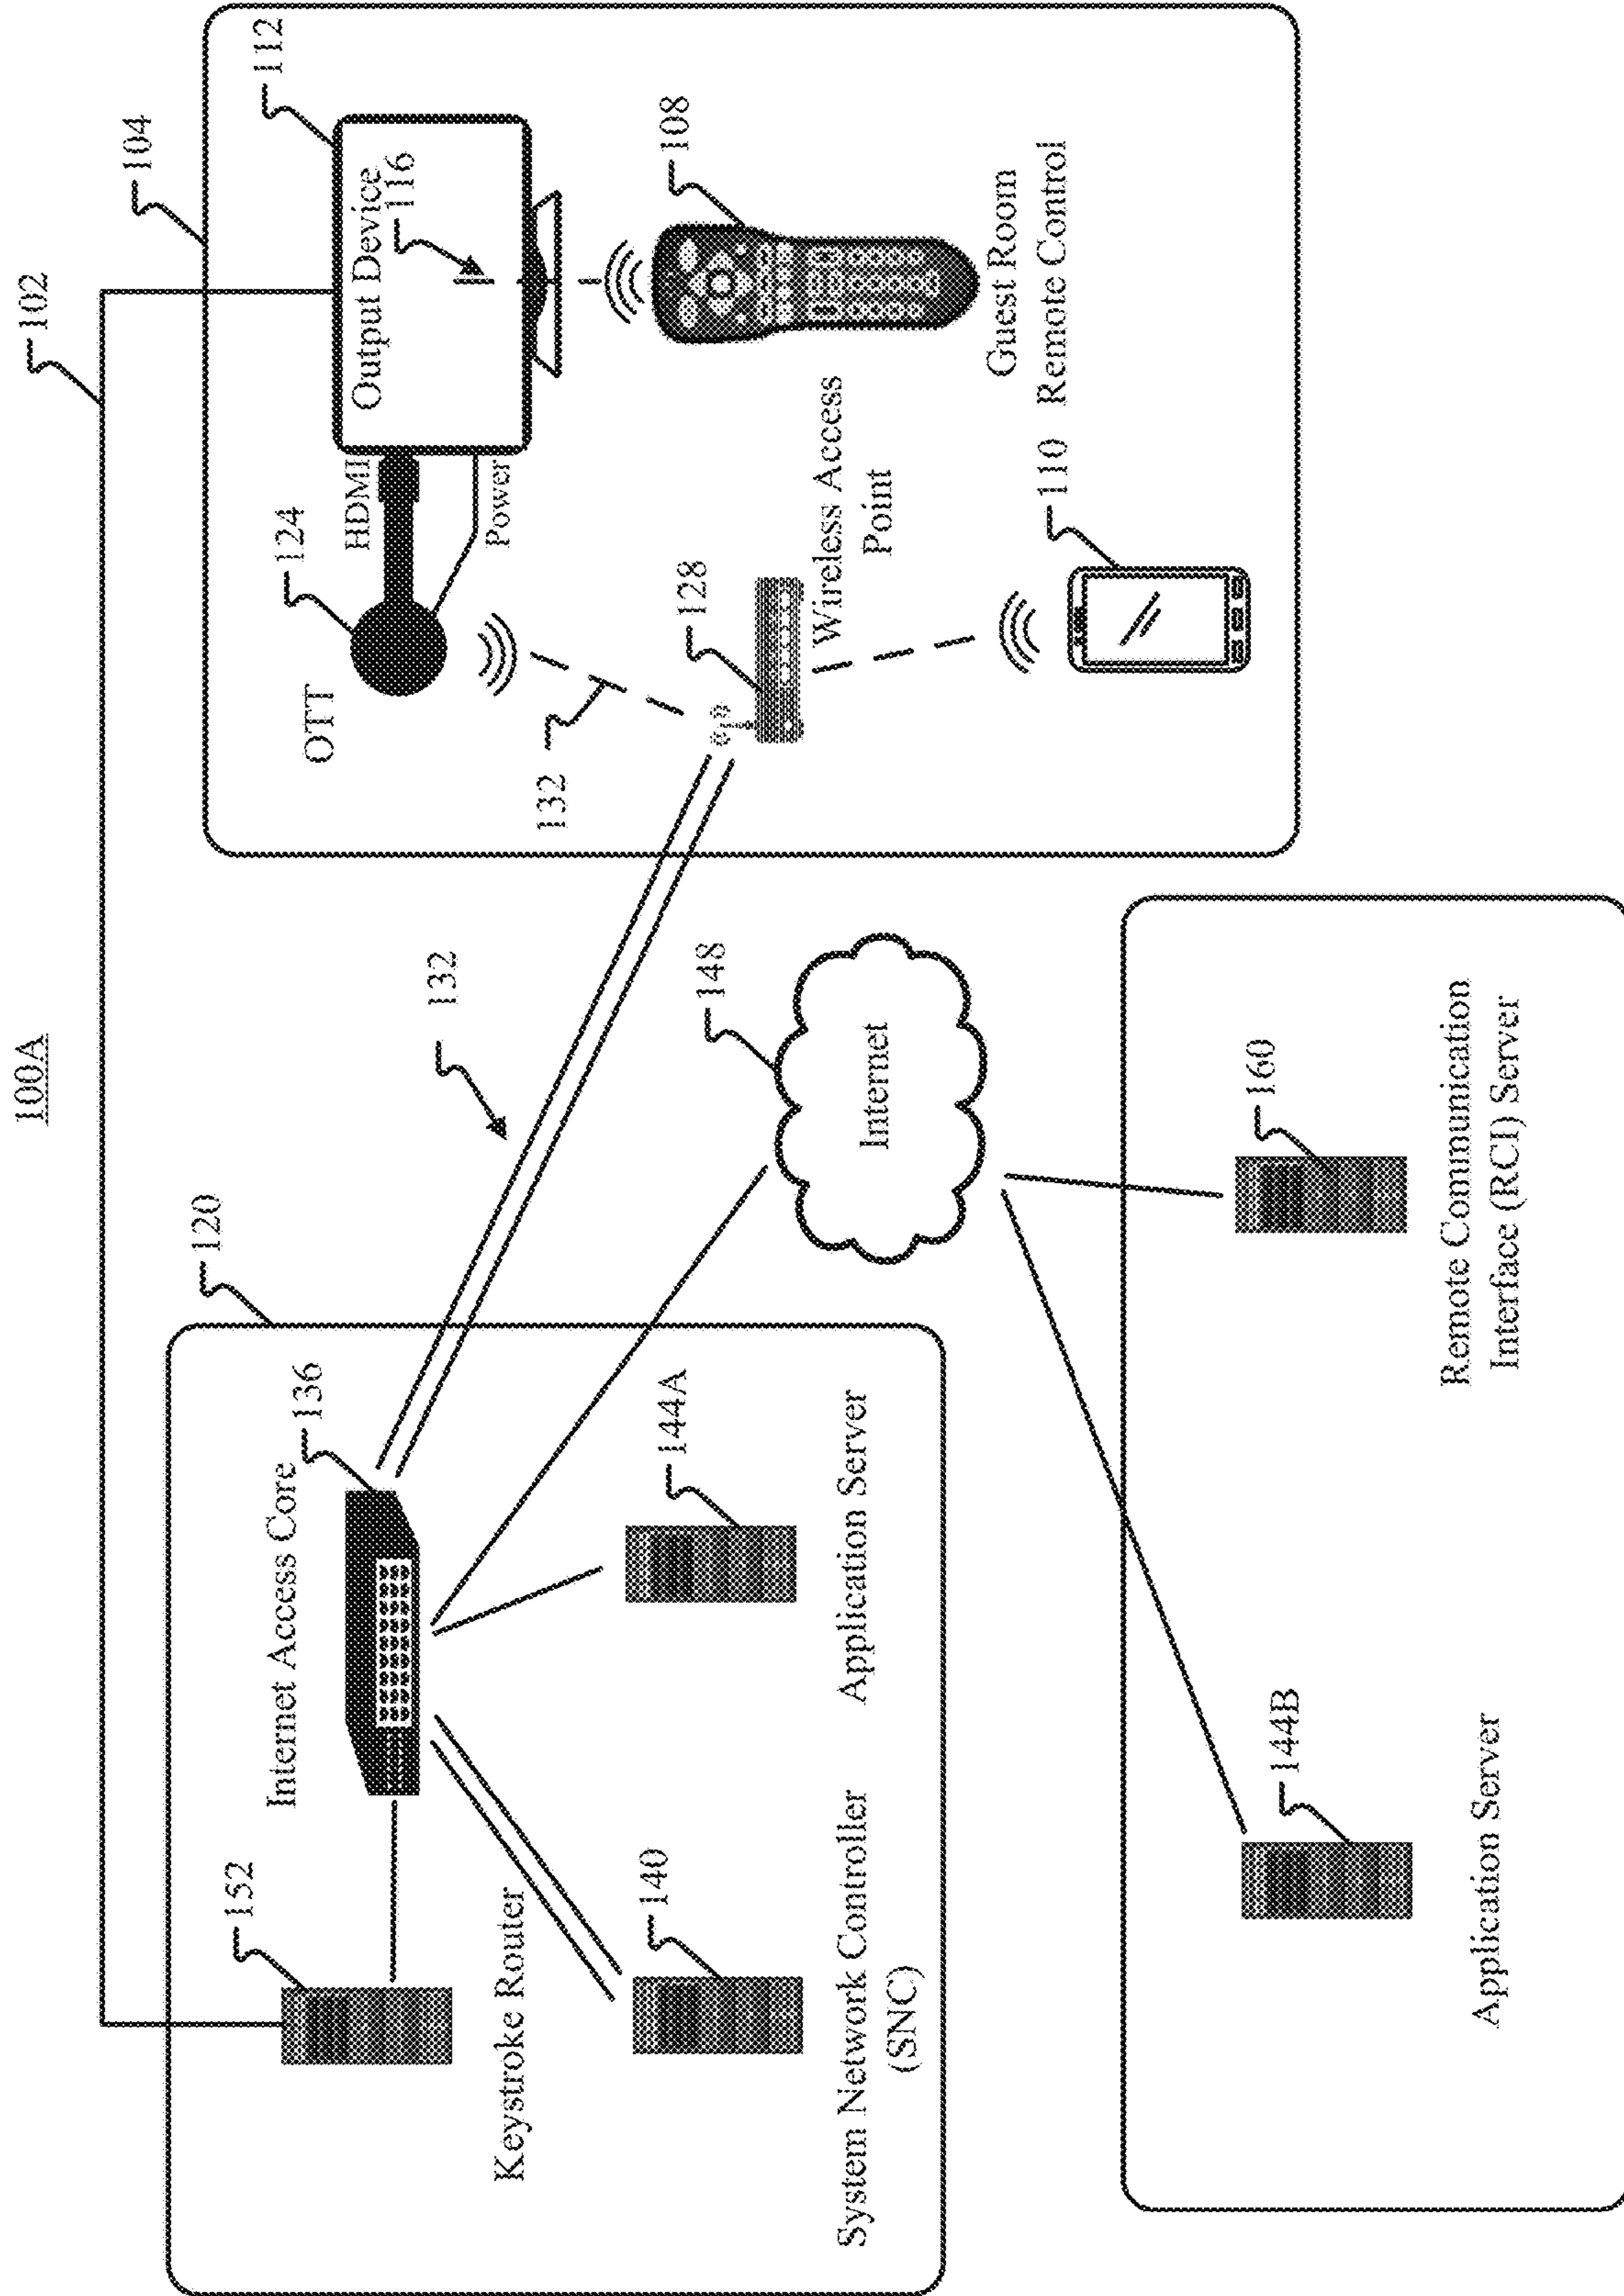 100A
102
104
112
Output Device
116
HDMI
Power
124
OTT
108
Guest Room
Remote Control
110
Wireless Access
Point
128
132
132
148
Internet
120
Internet Access Core
136
152
Keystroke Router
144A
Application Server
140
System Network Controller
(SNC)
160
Remote Communication
Interface (RCI) Server
144B
Application Server